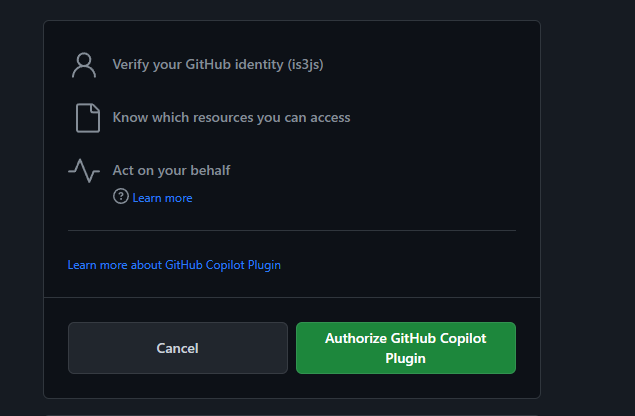 Verify your GitHub identity (is3js)
Know which resources you can access
Act on your behalf
Learn more
Learn more about GitHub Copilot Plugin
Cancel
Authorize GitHub Copilot
Plugin